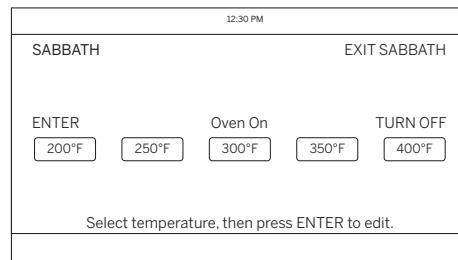 12:30 PM
SABBATH EXIT SABBATH
ENTER Oven On TURN OFF
200°F 250°F 300°F 350°F 400°F
Select temperature, then press ENTER to edit.